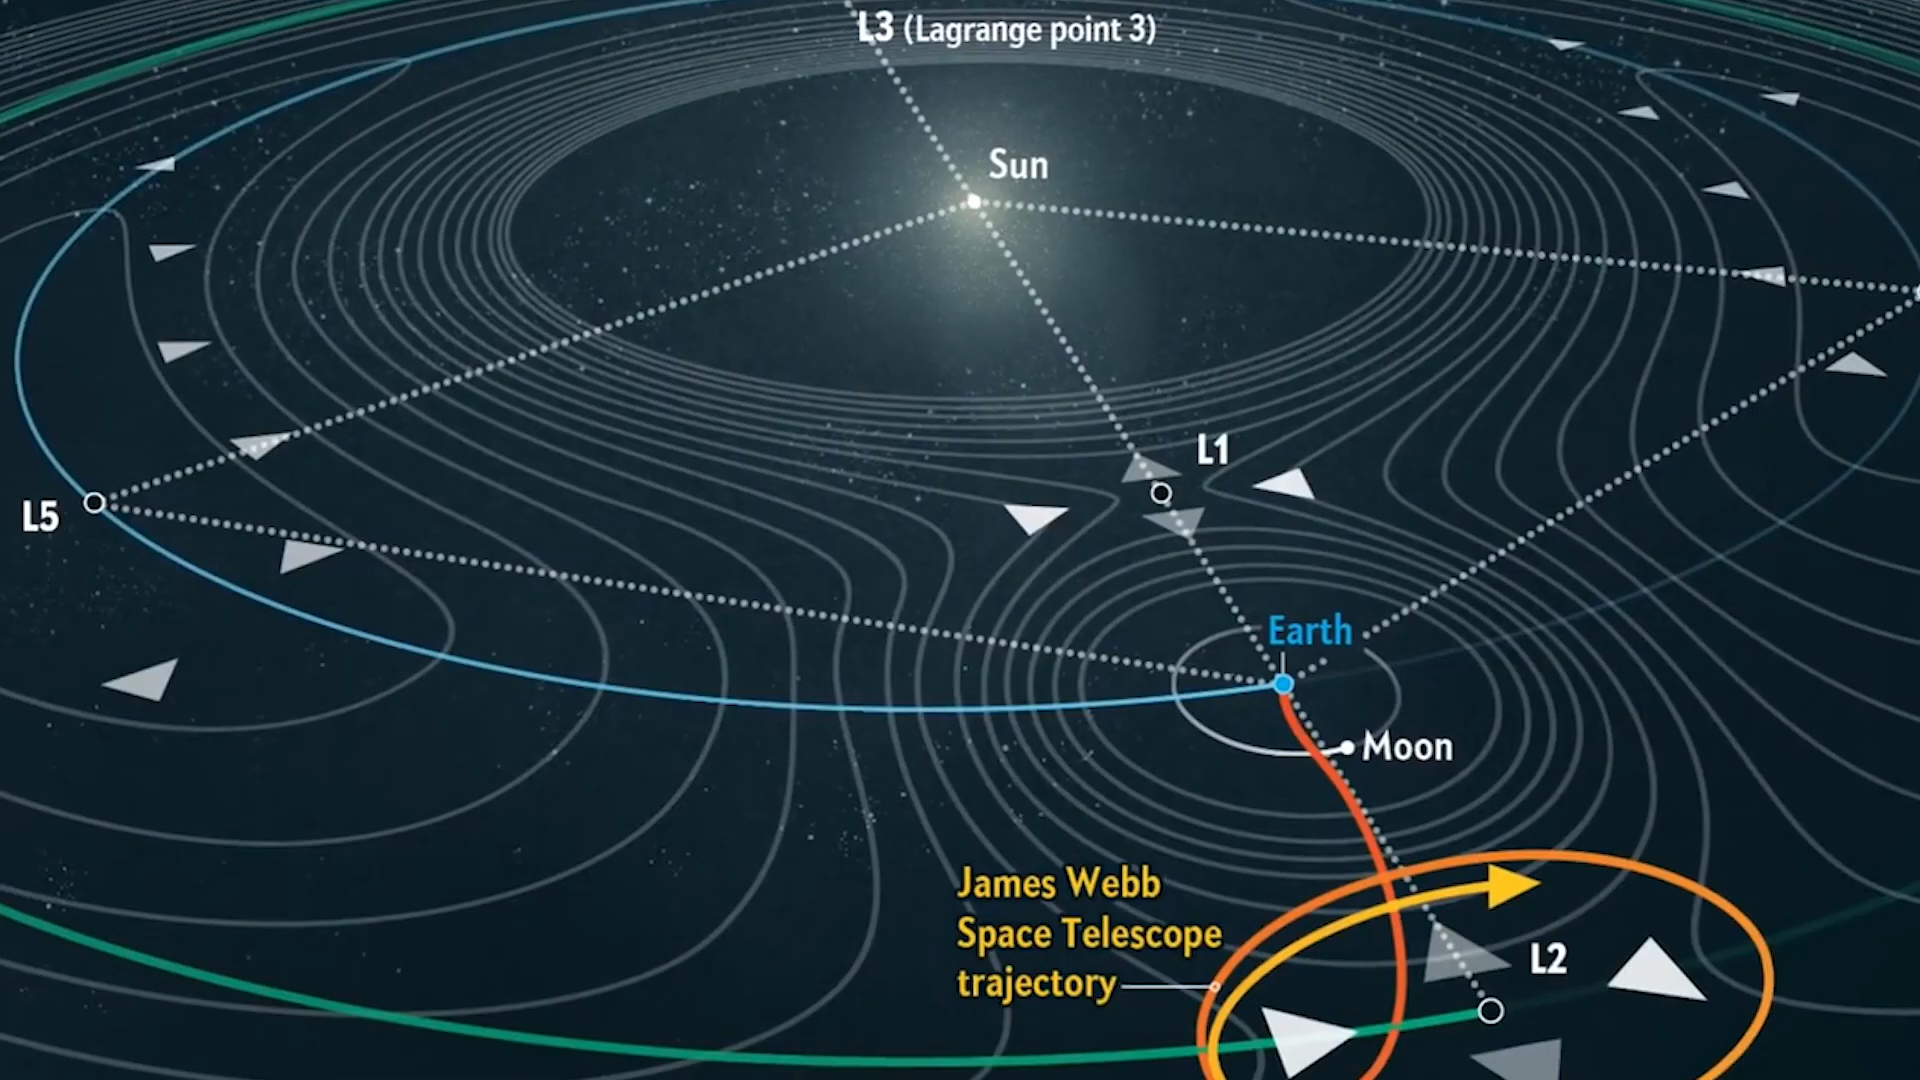 L3 (Lagrange point 3)
Sun
L1
L5
Earth
Moon
James Webb
Space Telescope
trajectory
L2